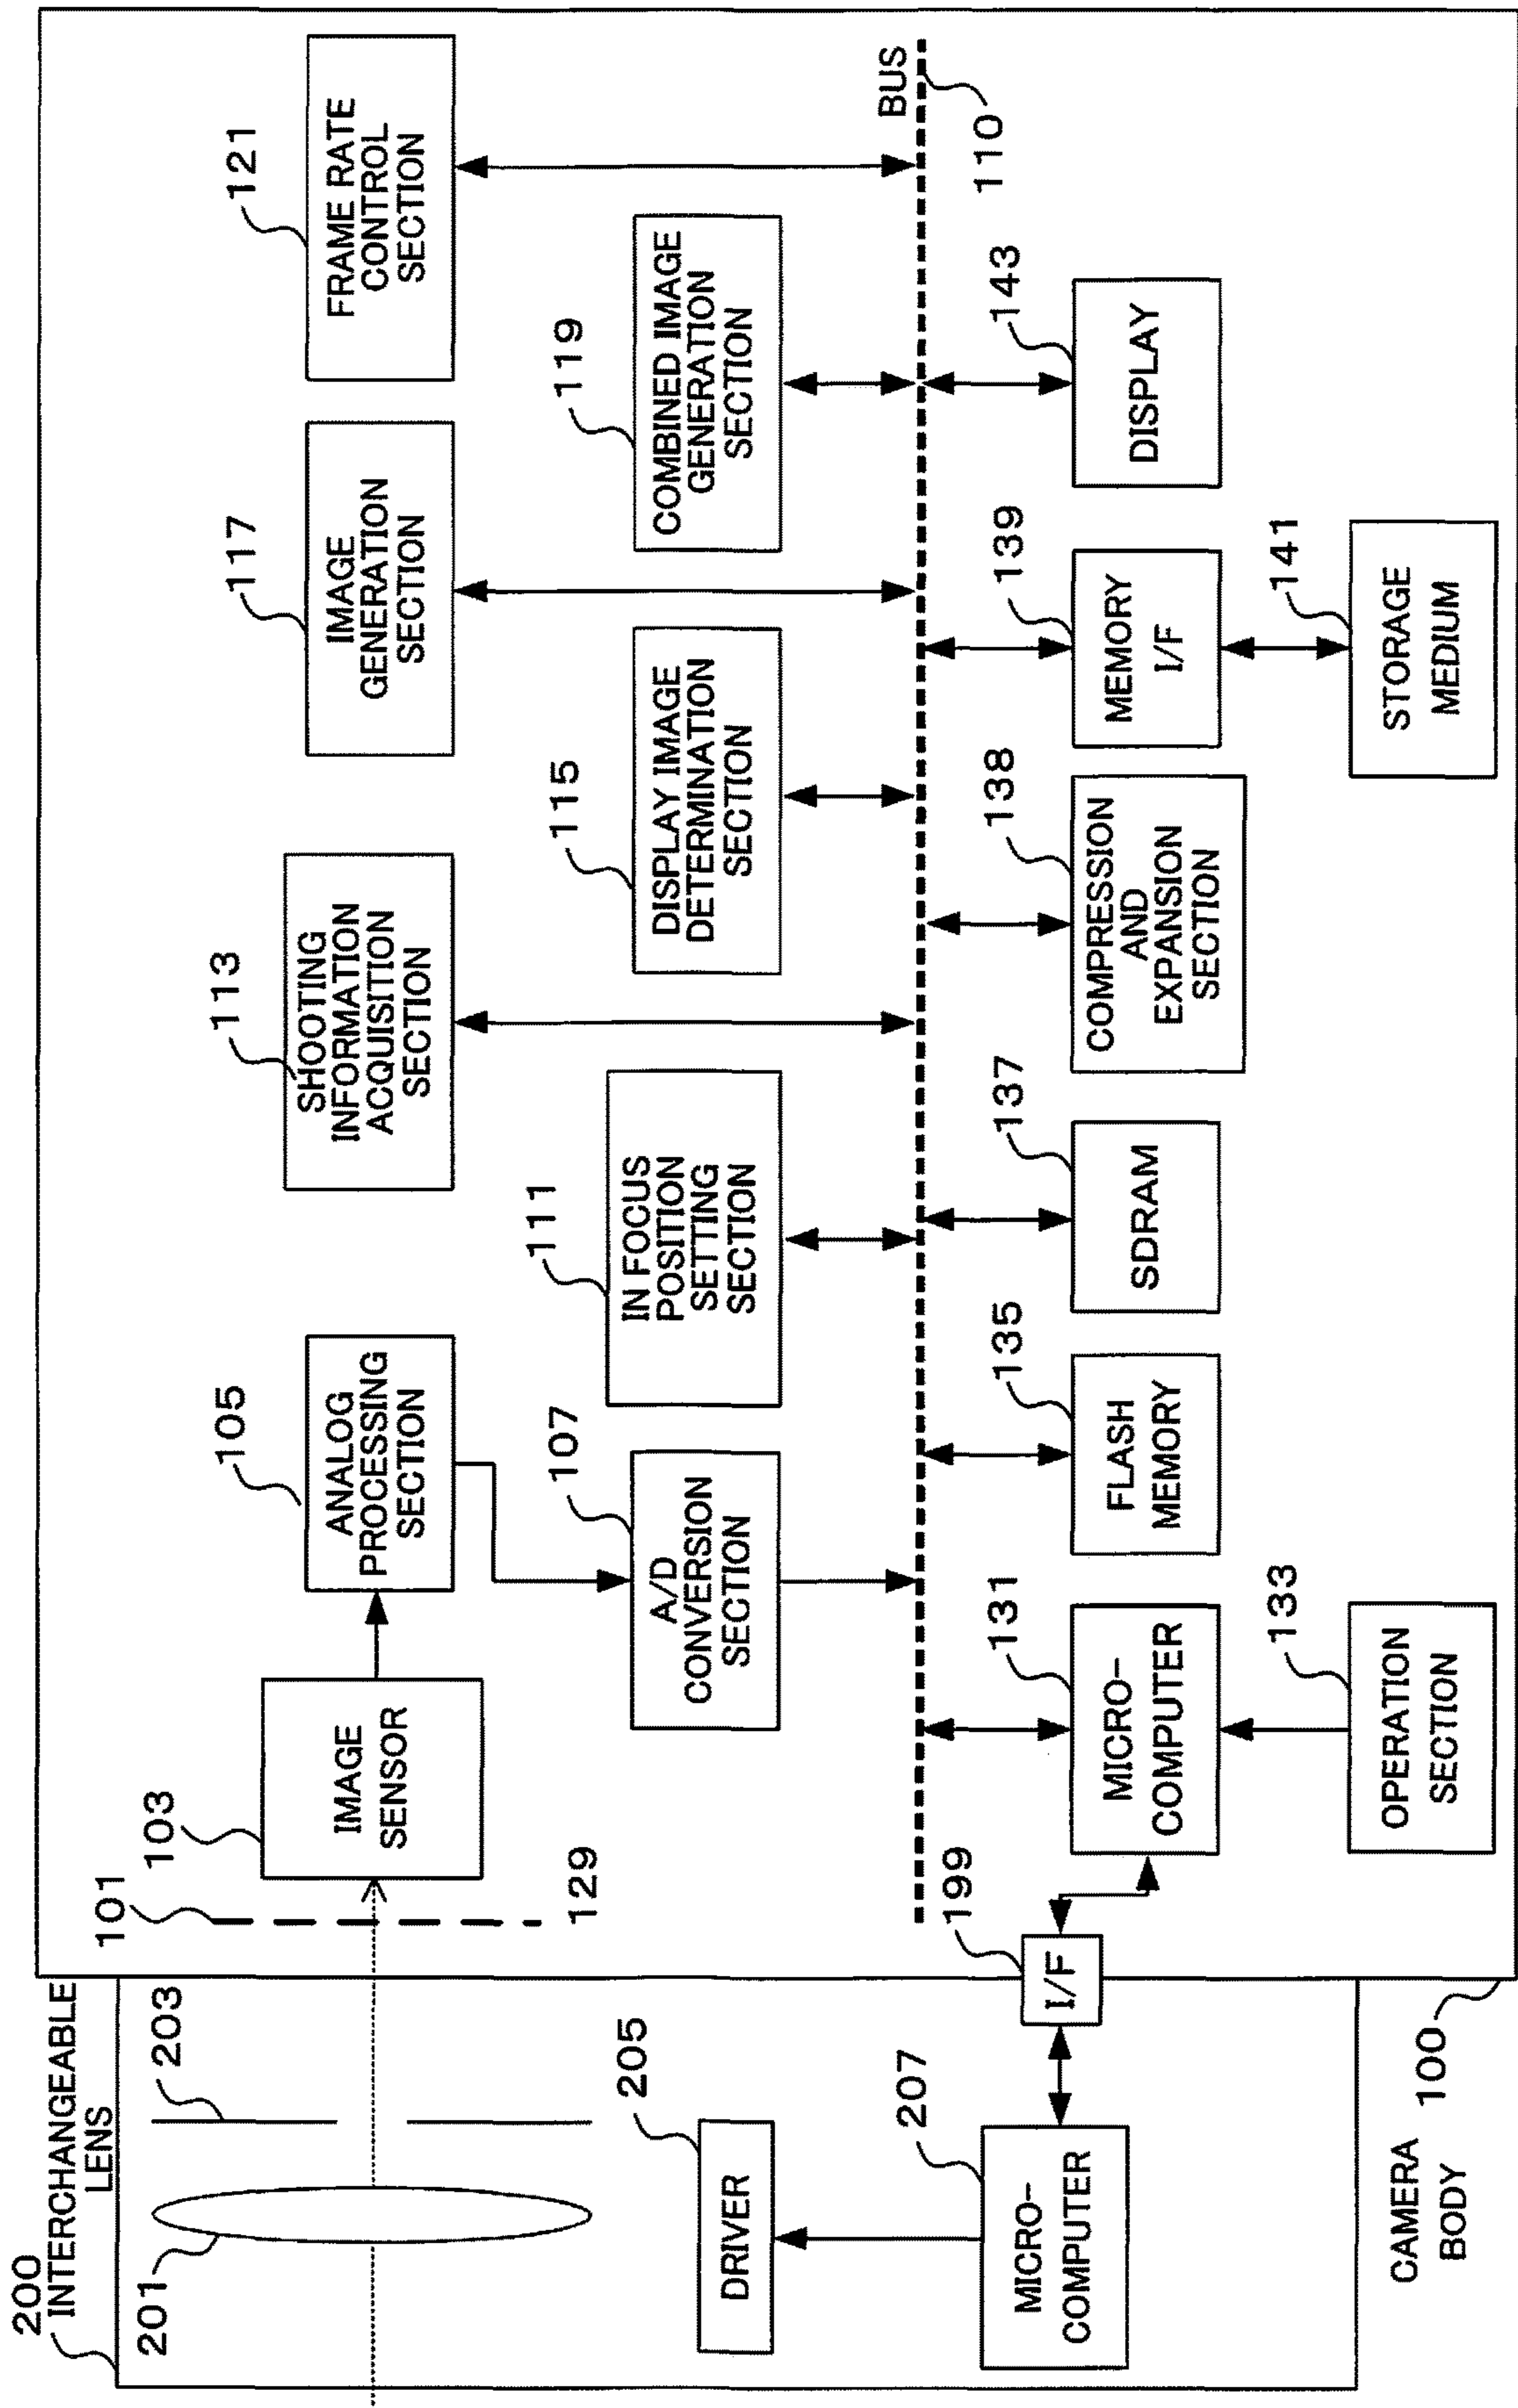 200
INTERCHANGEABLE
LENS
201
203
DRIVER
205
MICRO-
COMPUTER
207
I/F
199
CAMERA
BODY
100
101
129
103
IMAGE
SENSOR
105
ANALOG
PROCESSING
SECTION
107
A/D
CONVERSION
SECTION
111
IN FOCUS
POSITION
SETTING
SECTION
113
SHOOTING
INFORMATION
ACQUISITION
SECTION
115
DISPLAY IMAGE
DETERMINATION
SECTION
117
IMAGE
GENERATION
SECTION
119
COMBINED IMAGE
GENERATION
SECTION
121
FRAME RATE
CONTROL
SECTION
BUS
110
131
MICRO-
COMPUTER
133
OPERATION
SECTION
135
FLASH
MEMORY
137
SDRAM
138
COMPRESSION
AND
EXPANSION
SECTION
139
MEMORY
I/F
141
STORAGE
MEDIUM
143
DISPLAY